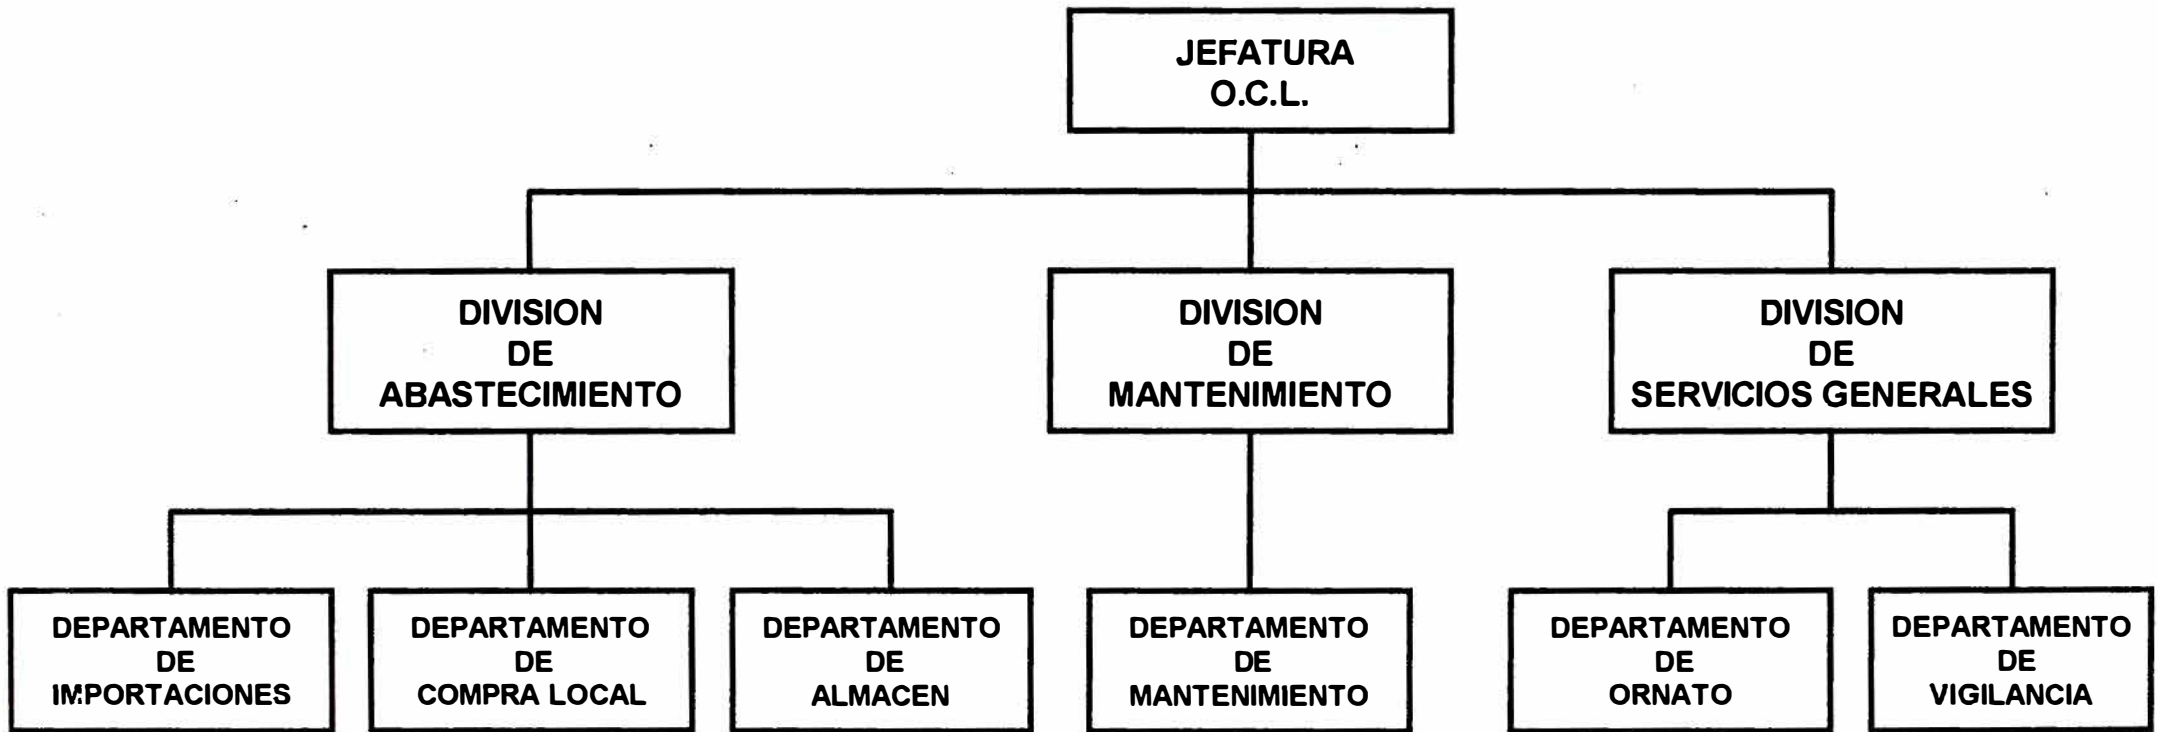 JEFATURA
O.C.L.
DIVISION
DE
ABASTECIMIENTO
DIVISION
DE
MANTENIMIENTO
DIVISION
DE
SERVICIOS GENERALES
DEPARTAMENTO
DE
IMPORTACIONES
DEPARTAMENTO
DE
COMPRA LOCAL
DEPARTAMENTO
DE
ALMACEN
DEPARTAMENTO
DE
MANTENIMIENTO
DEPARTAMENTO
DE
ORNATO
DEPARTAMENTO
DE
VIGILANCIA